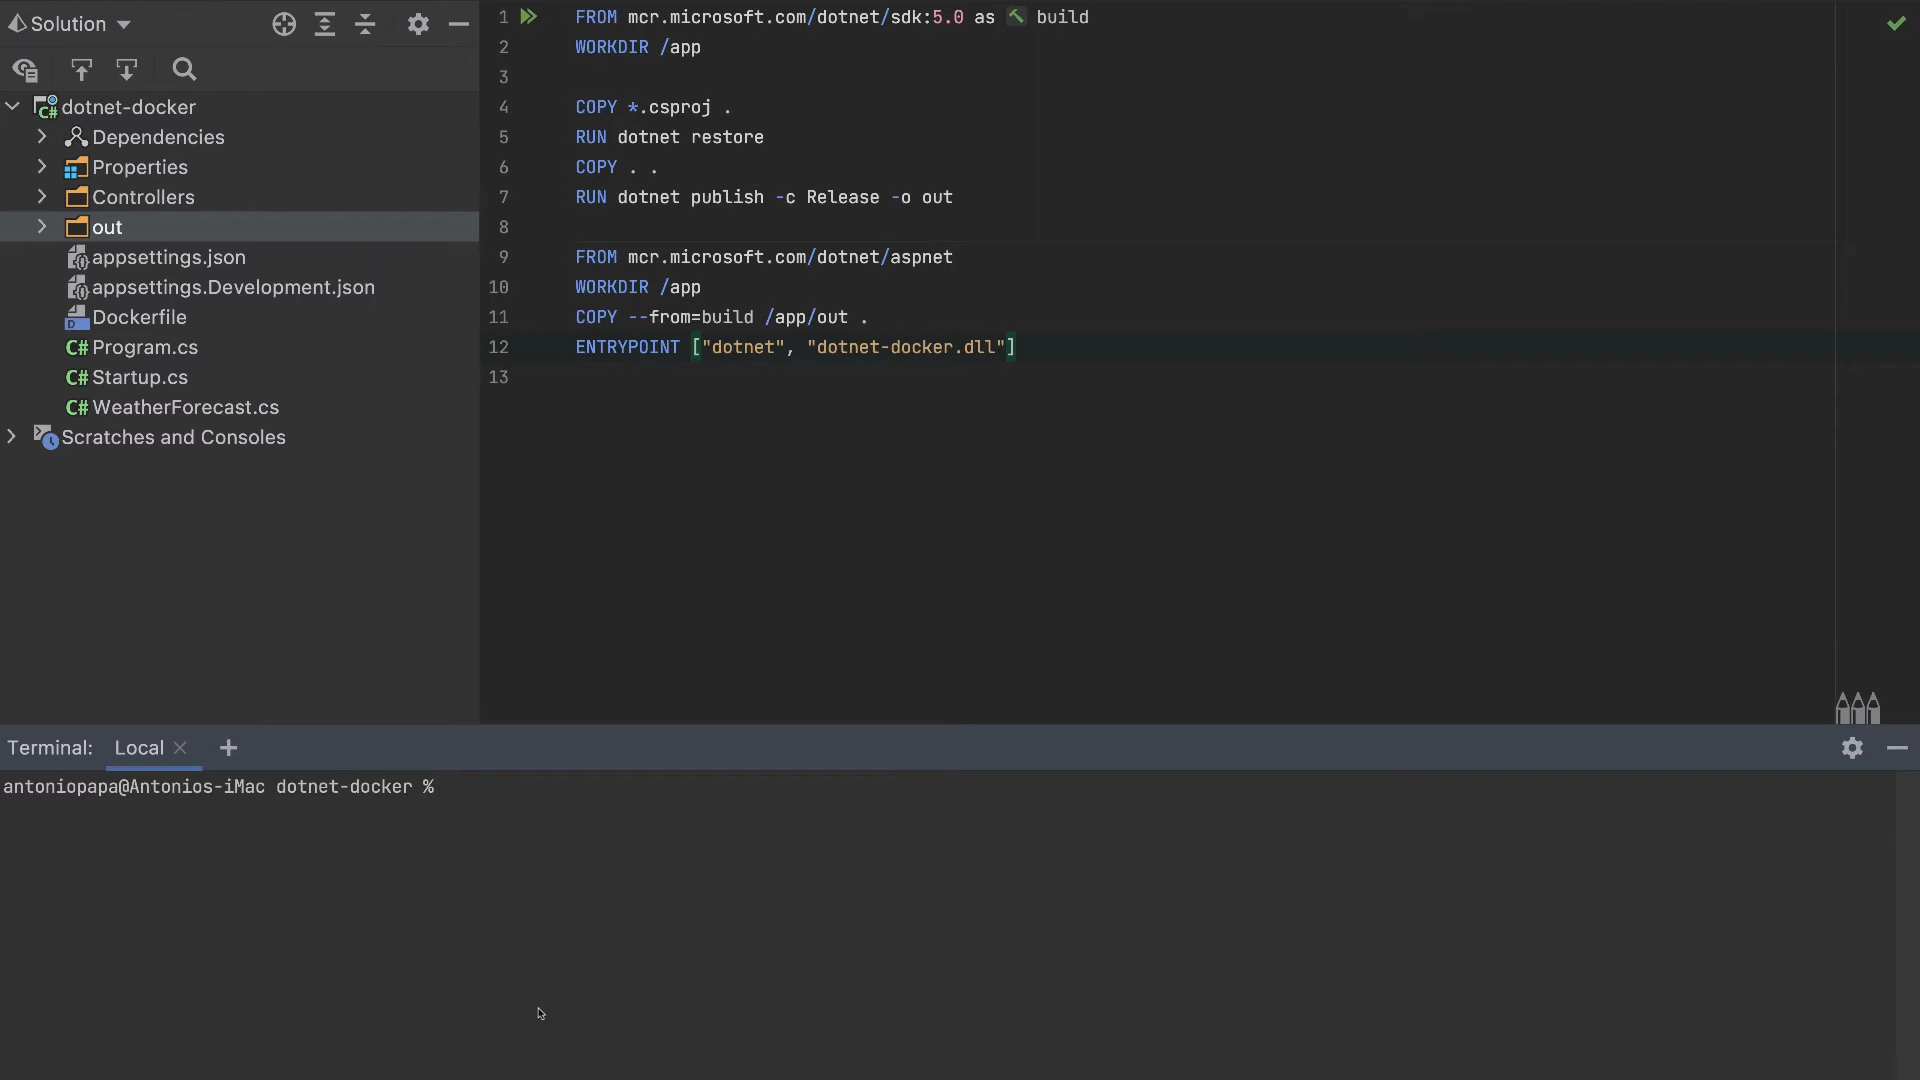 Solution
dotnet-docker
Dependencies
Properties
Controllers
out
appsettings.json
appsettings.Development.json
Dockerfile
C# Program.cs
C# Startup.cs
C# WeatherForecast.cs
Scratches and Consoles
1 FROM mcr.microsoft.com/dotnet/sdk:5.0 as build
2 WORKDIR /app
3
4 COPY *.csproj .
5 RUN dotnet restore
6 COPY . .
7 RUN dotnet publish -c Release -o out
8
9 FROM mcr.microsoft.com/dotnet/aspnet
10 WORKDIR /app
11 COPY --from=build /app/out .
12 ENTRYPOINT ["dotnet", "dotnet-docker.dll"]
13
Terminal: Local
antoniopapa@Antonios-iMac dotnet-docker %